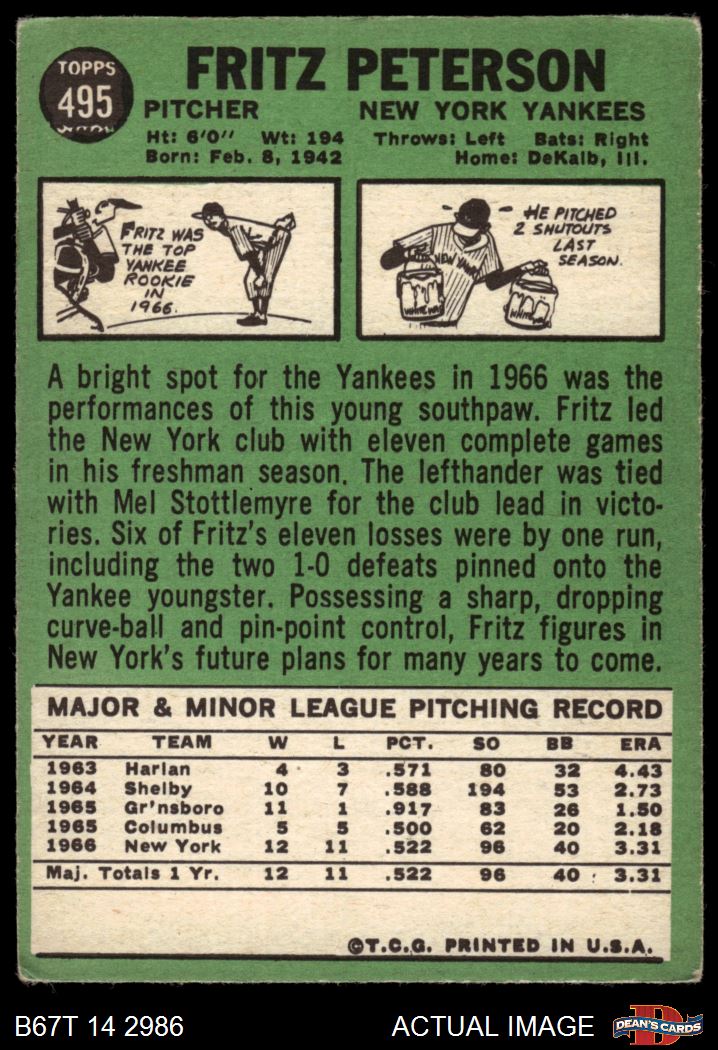 TOPPS
495
FRITZ PETERSON
PITCHER NEW YORK YANKEES
Ht: 6'0" Wt: 194 Throws: Left Bats: Right
Born: Feb. 8, 1942 Home: DeKalb, Ill.
FRITZ WAS
THE TOP
YANKEE
ROOKIE
IN
1966.
HE PITCHED
2 SHUTOUTS
LAST
SEASON.
NEW YORK
WHITEWASH
A bright spot for the Yankees in 1966 was the
performances of this young southpaw. Fritz led
the New York club with eleven complete games
in his freshman season. The lefthander was tied
with Mel Stottlemyre for the club lead in victo-
ries. Six of Fritz's eleven losses were by one run,
including the two 1-0 defeats pinned onto the
Yankee youngster. Possessing a sharp, dropping
curve-ball and pin-point control, Fritz figures in
New York's future plans for many years to come.
MAJOR & MINOR LEAGUE PITCHING RECORD
YEAR TEAM W L PCT. SO BB ERA
1963 Harlan 4 3 .571 80 32 4.43
1964 Shelby 10 7 .588 194 53 2.73
1965 Gr'nsboro 11 1 .917 83 26 1.50
1965 Columbus 5 5 .500 62 20 2.18
1966 New York 12 11 .522 96 40 3.31
Maj. Totals 1 Yr. 12 11 .522 96 40 3.31
©T.C.G. PRINTED IN U.S.A.
B67T 14 2986 ACTUAL IMAGE DEAN'S CARDS